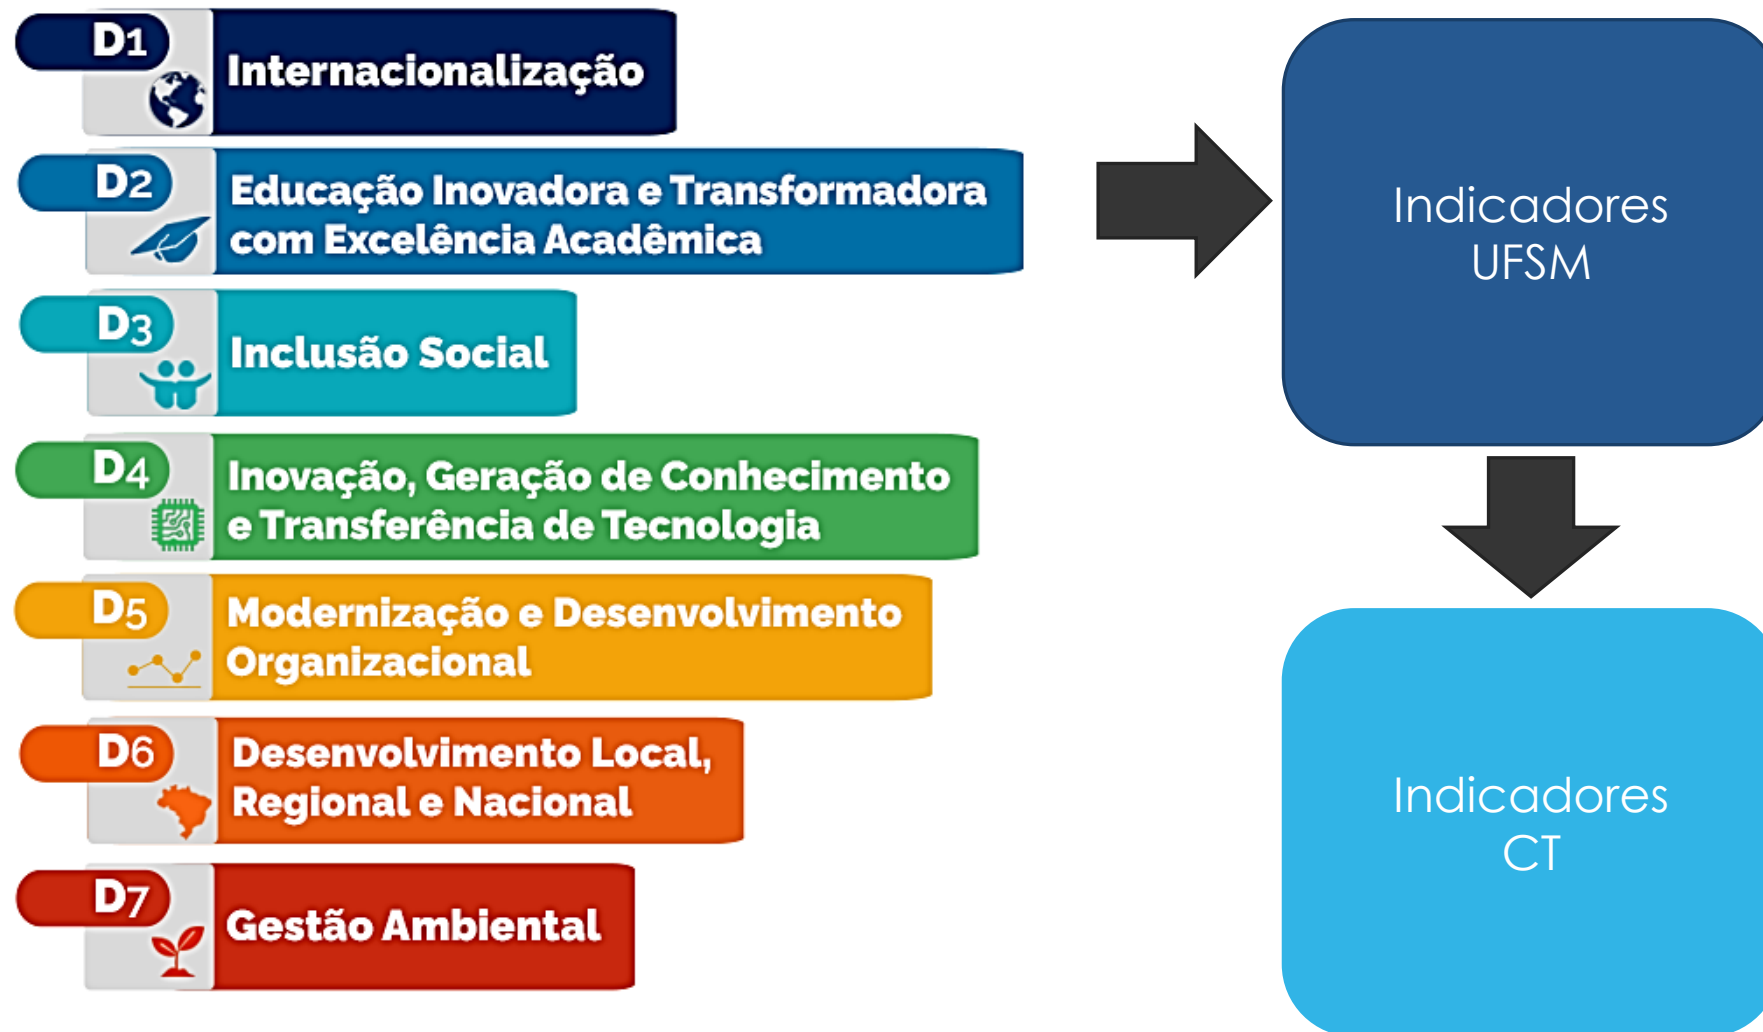 D1
Internacionalização
D2
Educação Inovadora e Transformadora
com Excelência Acadêmica
D3
Inclusão Social
D4
Inovação, Geração de Conhecimento
e Transferência de Tecnologia
D5
Modernização e Desenvolvimento
Organizacional
D6
Desenvolvimento Local,
Regional e Nacional
D7
Gestão Ambiental
Indicadores
UFSM
Indicadores
CT